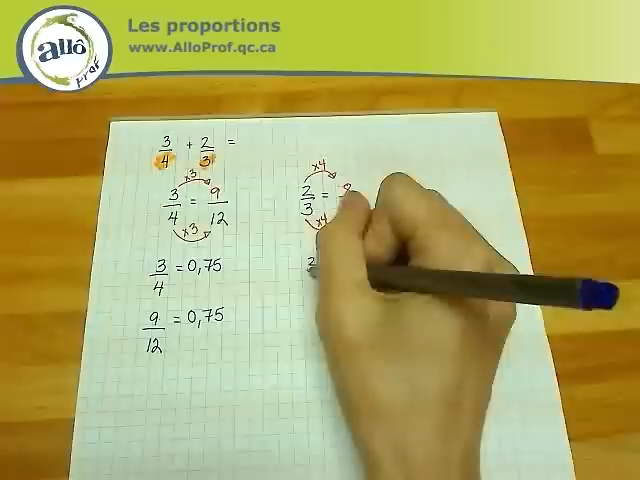 allô prof
Les proportions
www.AlloProf.qc.ca
3/4 + 2/3 =
x3
3/4 = 9/12
x3
3/4 = 0,75
9/12 = 0,75
x4
2/3 =
x4
2